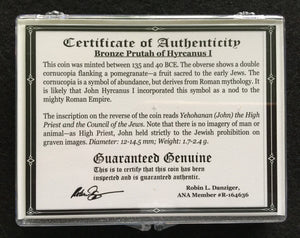 Certificate of Authenticity
Bronze Prutah of Hyrcanus I
This coin was minted between 135 and 40 BCE. The obverse shows a double
cornucopia flanking a pomegranate—a fruit sacred to the early Jews. The
cornucopia is a symbol of abundance, but derives from Roman mythology. It
is likely that John Hyrcanus I incorporated this symbol as a nod to the
mighty Roman Empire.
The inscription on the reverse of the coin reads Yehohanan (John) the High
Priest and the Council of the Jews. Note that there is no imagery of man or
animal—as High Priest, John held strictly to the Jewish prohibition on
graven images. Diameter: 12-14.5 mm; Weight: 1.7-2.4 g.
Guaranteed Genuine
This is to certify that this coin has been
inspected and is guaranteed authentic.
Robin L. Danziger,
ANA Member #R-164636